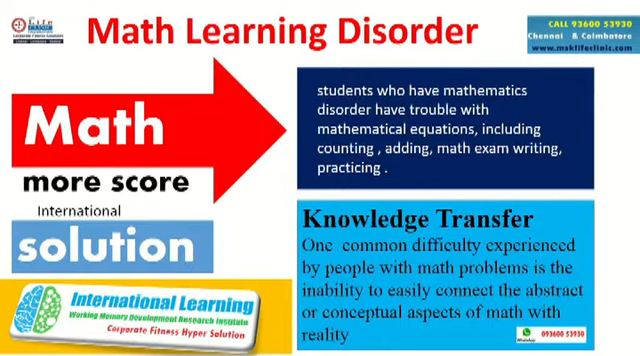 Life
Math Learning Disorder
CALL 93600 53930
Chennai & Coimbatore
www.msklifeclinic.com
Math
more score
International
solution
students who have mathematics
disorder have trouble with
mathematical equations, including
counting , adding, math exam writing,
practicing .
Knowledge Transfer
One common difficulty experienced
by people with math problems is the
inability to easily connect the abstract
or conceptual aspects of math with
reality
WhatsApp
093600 53930
International Learning
Working Memory Development Research Institute
Corporate Fitness Hyper Solution